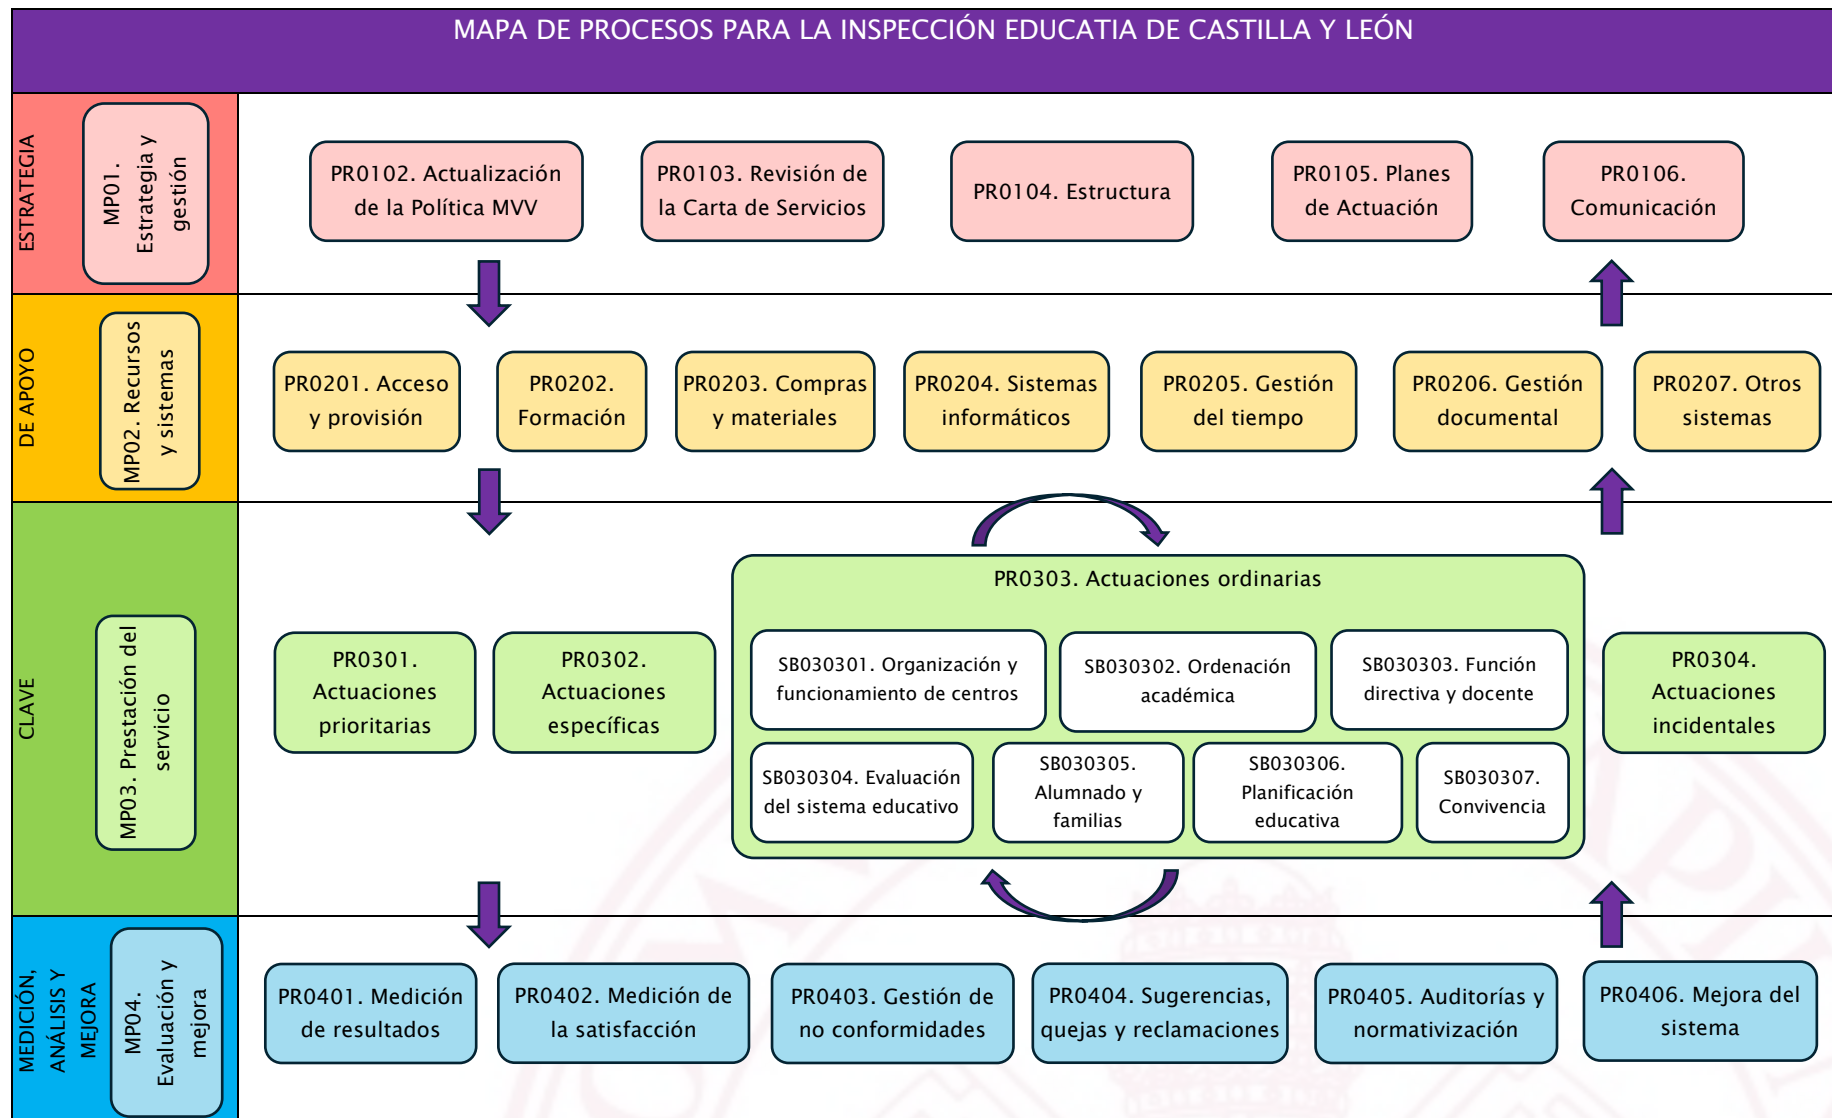 MAPA DE PROCESOS PARA LA INSPECCIÓN EDUCATIA DE CASTILLA Y LEÓN
ESTRATEGIA
MP01.
Estrategia y
gestión
PR0102. Actualización
de la Política MVV
PR0103. Revisión de
la Carta de Servicios
PR0104. Estructura
PR0105. Planes
de Actuación
PR0106.
Comunicación
DE APOYO
MP02. Recursos
y sistemas
PR0201. Acceso
y provisión
PR0202.
Formación
PR0203. Compras
y materiales
PR0204. Sistemas
informáticos
PR0205. Gestión
del tiempo
PR0206. Gestión
documental
PR0207. Otros
sistemas
CLAVE
MP03. Prestación del
servicio
PR0301.
Actuaciones
prioritarias
PR0302.
Actuaciones
específicas
PR0303. Actuaciones ordinarias
SB030301. Organización y
funcionamiento de centros
SB030302. Ordenación
académica
SB030303. Función
directiva y docente
SB030304. Evaluación
del sistema educativo
SB030305.
Alumnado y
familias
SB030306.
Planificación
educativa
SB030307.
Convivencia
PR0304.
Actuaciones
incidentales
MEDICIÓN,
ANÁLISIS Y
MEJORA
MP04.
Evaluación y
mejora
PR0401. Medición
de resultados
PR0402. Medición de
la satisfacción
PR0403. Gestión de
no conformidades
PR0404. Sugerencias,
quejas y reclamaciones
PR0405. Auditorías y
normativización
PR0406. Mejora del
sistema